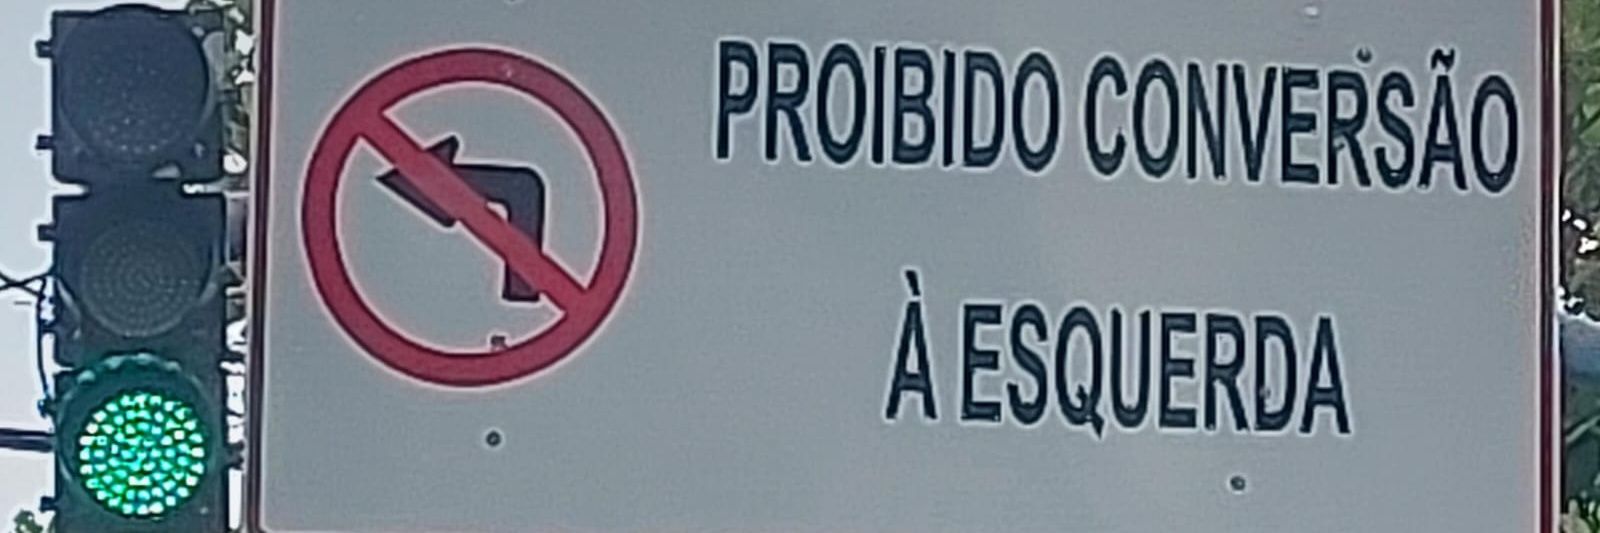 PROIBIDO CONVERSÃO
À ESQUERDA